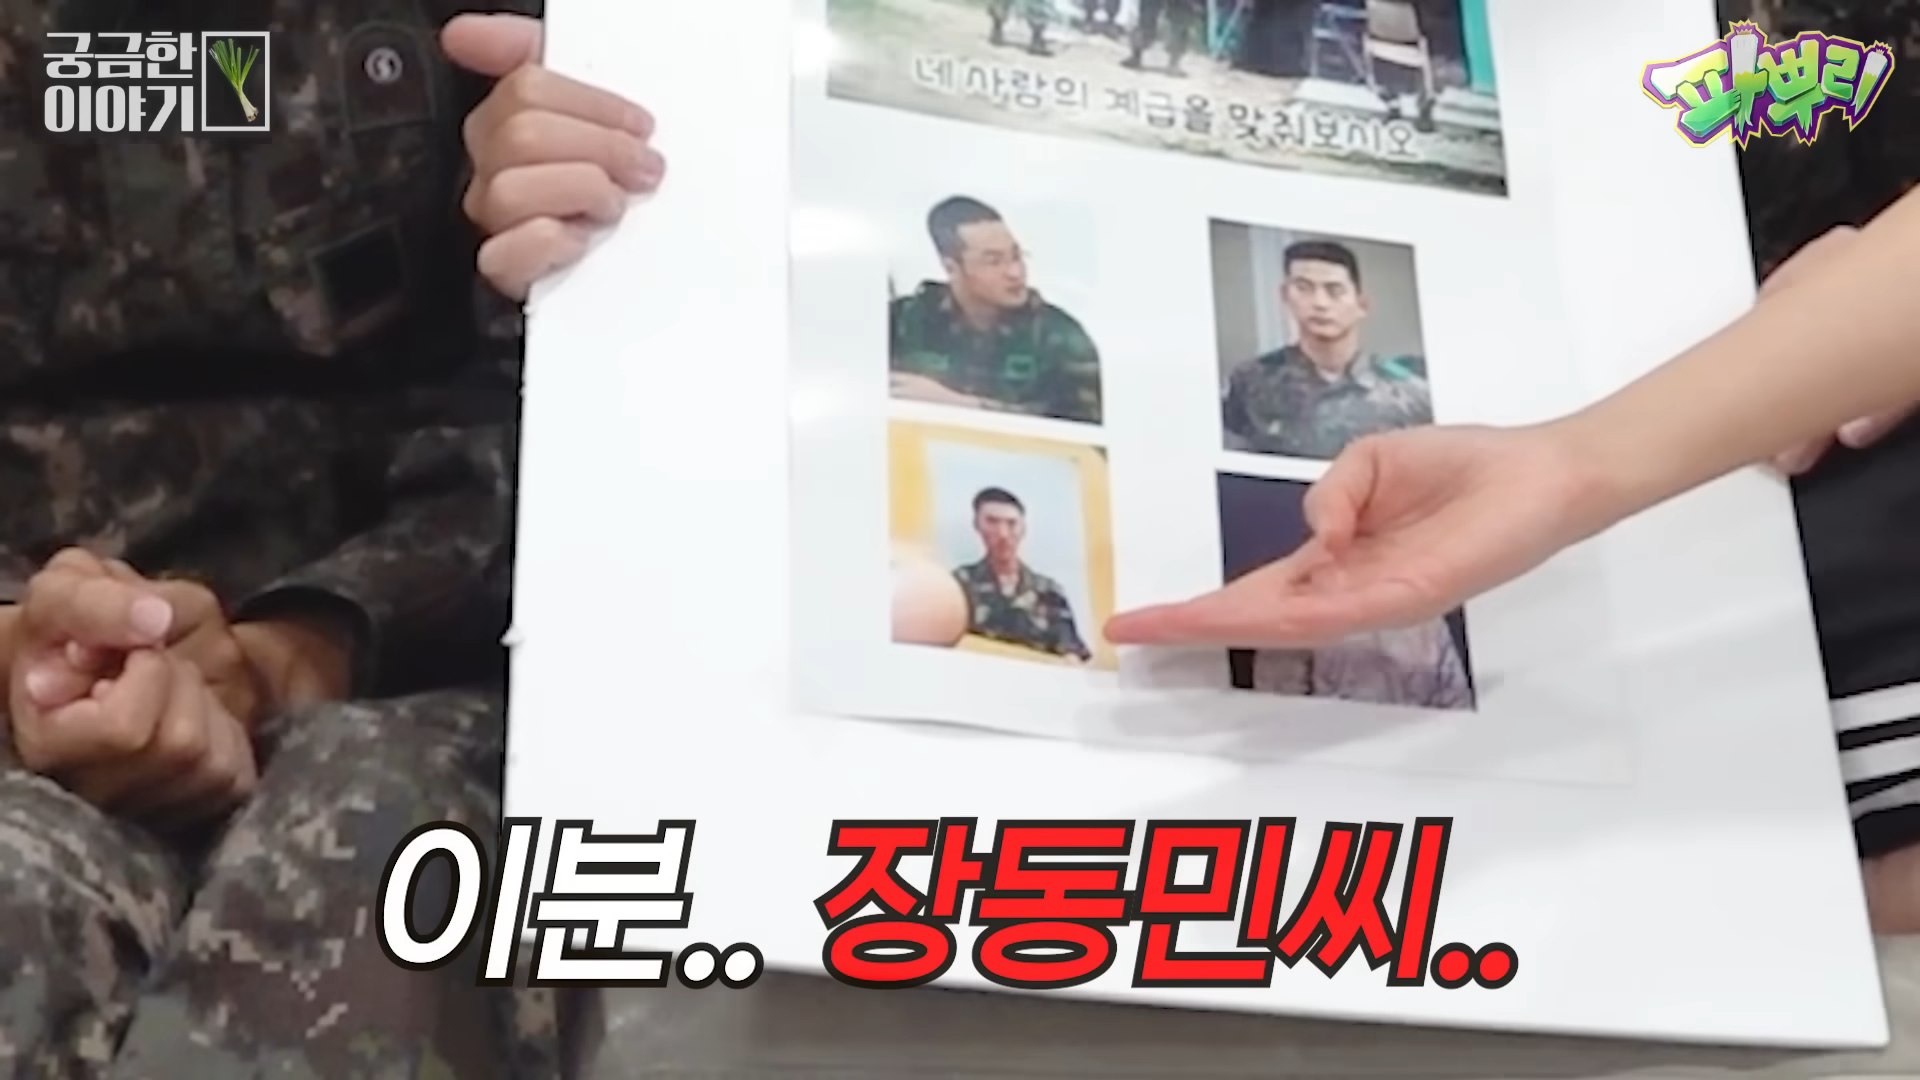 궁금한
이야기
파뿌리
네 사람의 계급을 맞춰보시오
이분.. 장동민씨..